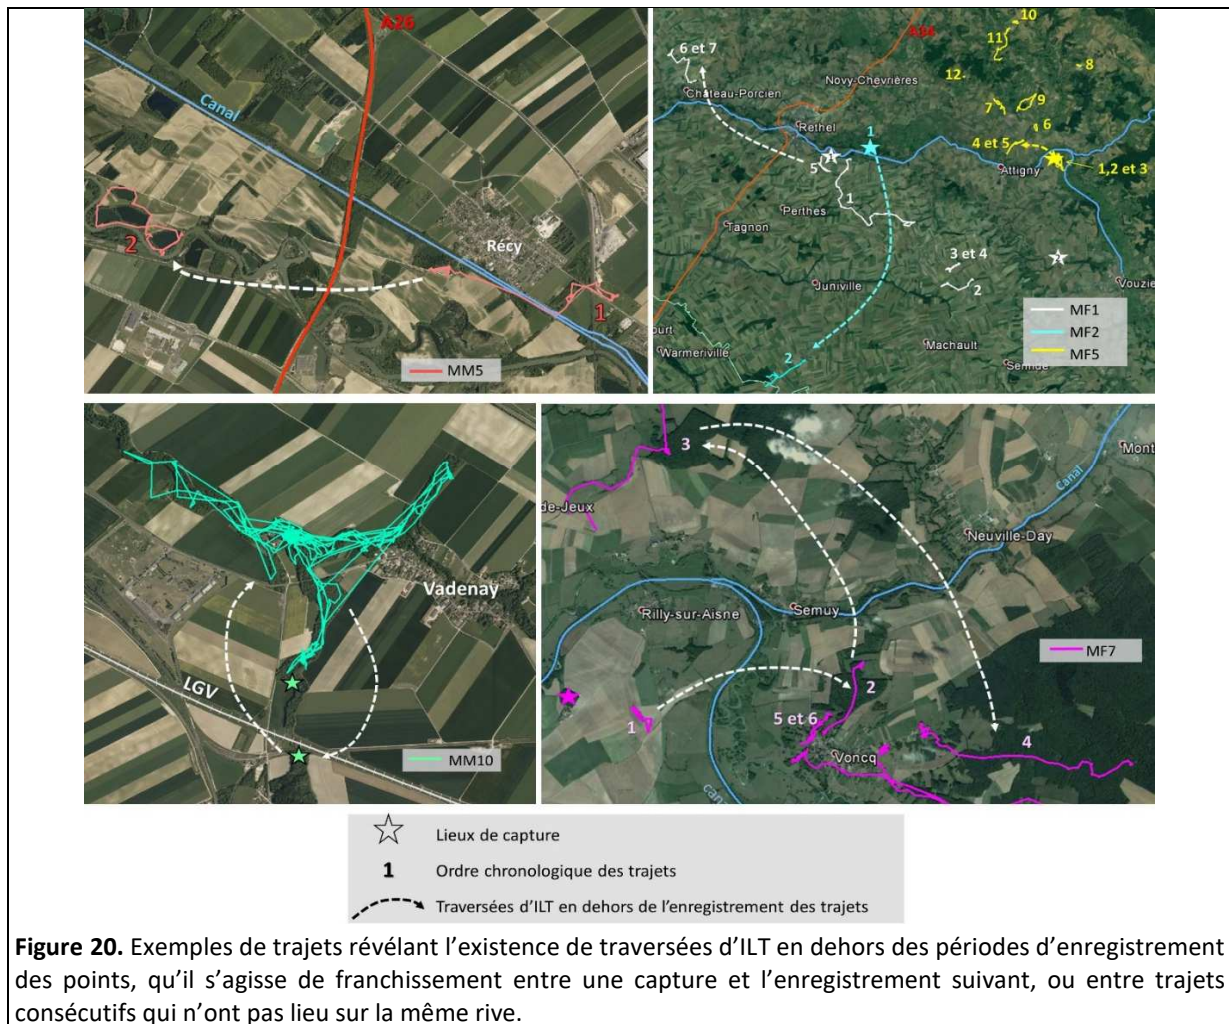 A26
Canal
2
Récy
1
MM5
A34
10
6 et 7
11
8
12
Novy-Chevrières
Château-Porcien
7
9
Rethel
1
6
4 et 5
5
Attigny
1,2 et 3
1
Perthes
Tagnon
3 et 4
2
2
Juniville
Vouzie
MF1
MF2
MF5
ourt
Warmeriville
2
Machault
Semide
Vadenay
LGV
MM10
3
Mont
de-Jeux
Canal
Neuville-Day
Rilly-sur-Aisne
Semuy
MF7
2
1
5 et 6
4
Voncq
can
Lieux de capture
1 Ordre chronologique des trajets
Traversées d'ILT en dehors de l'enregistrement des trajets
Figure 20. Exemples de trajets révélant l'existence de traversées d'ILT en dehors des périodes d'enregistrement
des points, qu'il s'agisse de franchissement entre une capture et l'enregistrement suivant, ou entre trajets
consécutifs qui n'ont pas lieu sur la même rive.